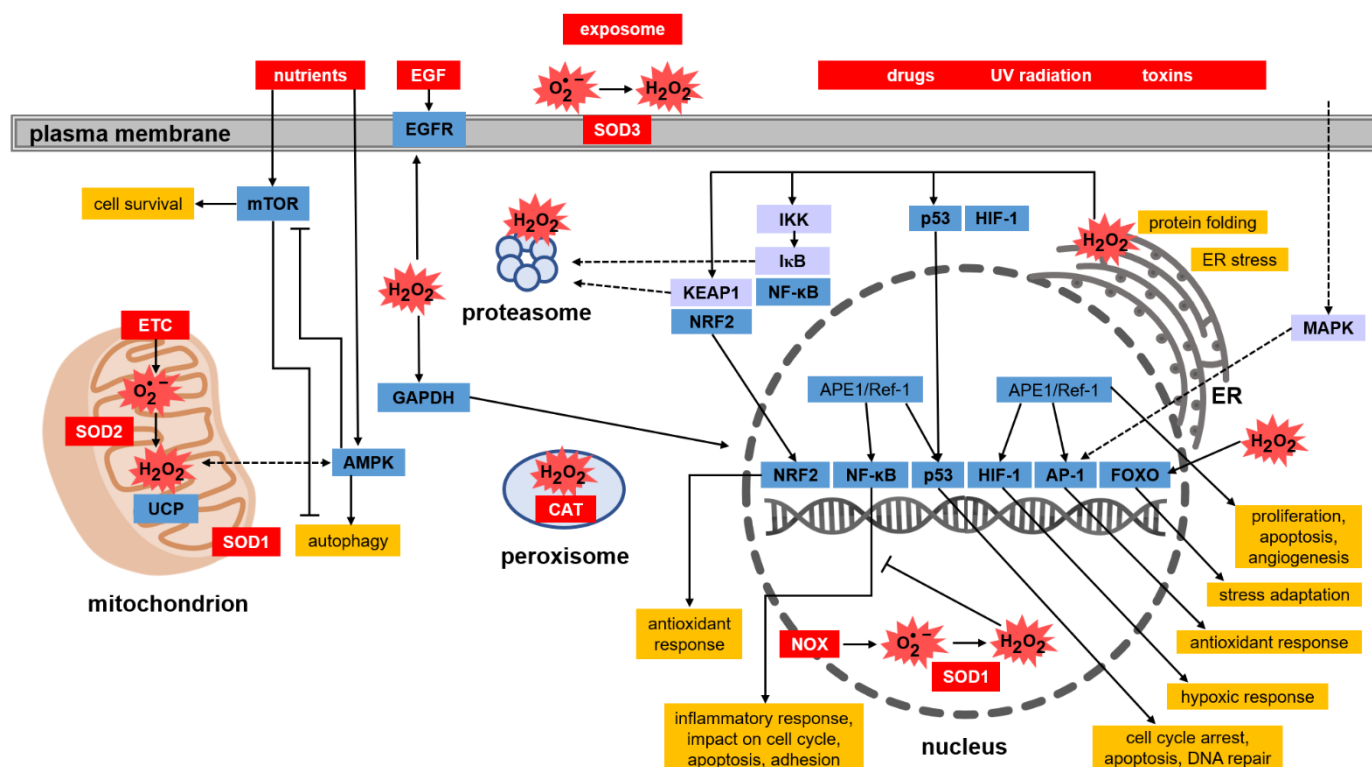 exposome
nutrients
EGF
O₂•−
H₂O₂
drugs UV radiation toxins
plasma membrane
EGFR
SOD3
cell survival
mTOR
H₂O₂
IKK
p53
HIF-1
H₂O₂
protein folding
IκB
ER stress
KEAP1
NF-κB
H₂O₂
proteasome
NRF2
MAPK
ETC
O₂•−
GAPDH
APE1/Ref-1
APE1/Ref-1
ER
SOD2
H₂O₂
H₂O₂
AMPK
H₂O₂
NRF2
NF-κB
p53
HIF-1
AP-1
FOXO
UCP
CAT
SOD1
autophagy
peroxisome
proliferation,
apoptosis,
angiogenesis
mitochondrion
stress adaptation
antioxidant
response
NOX
O₂•−
H₂O₂
antioxidant response
SOD1
hypoxic response
inflammatory response,
impact on cell cycle,
apoptosis, adhesion
nucleus
cell cycle arrest,
apoptosis, DNA repair